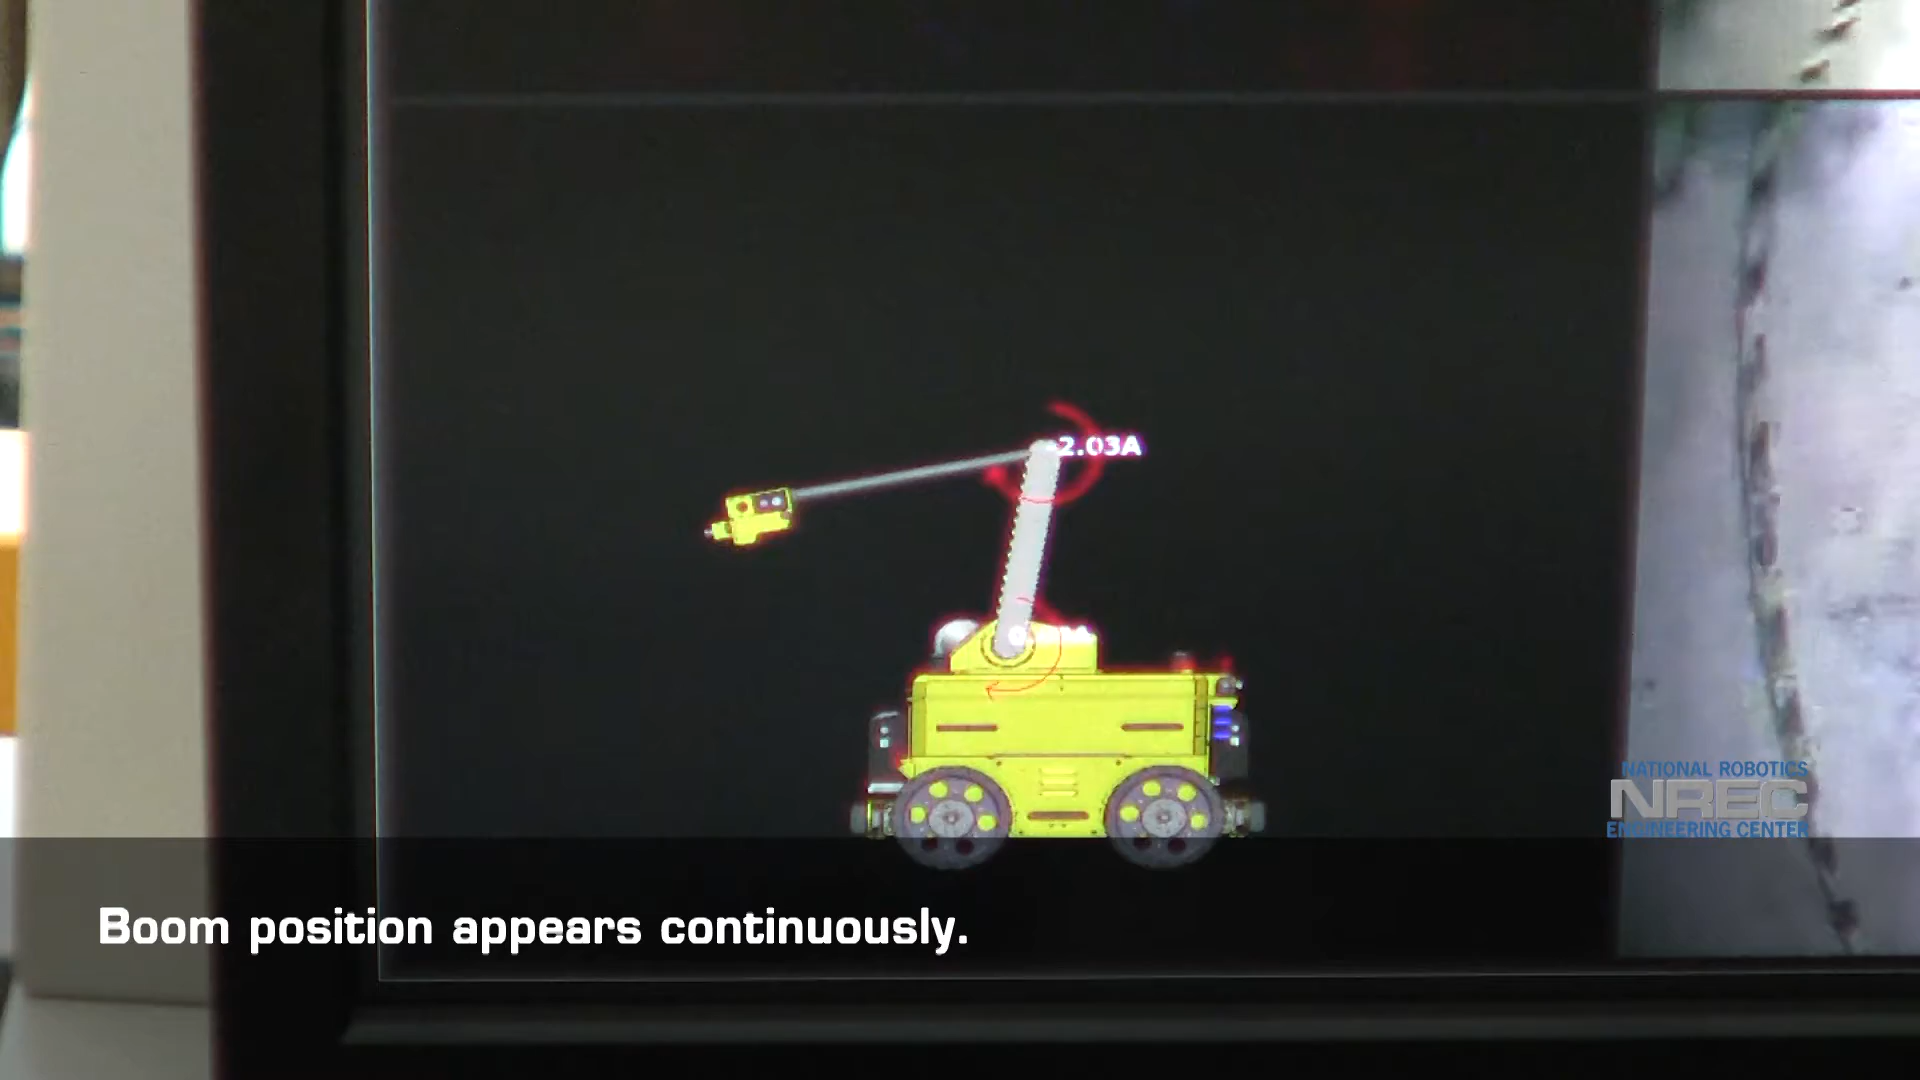 2.03A
NATIONAL ROBOTICS
NREC
ENGINEERING CENTER
Boom position appears continuously.